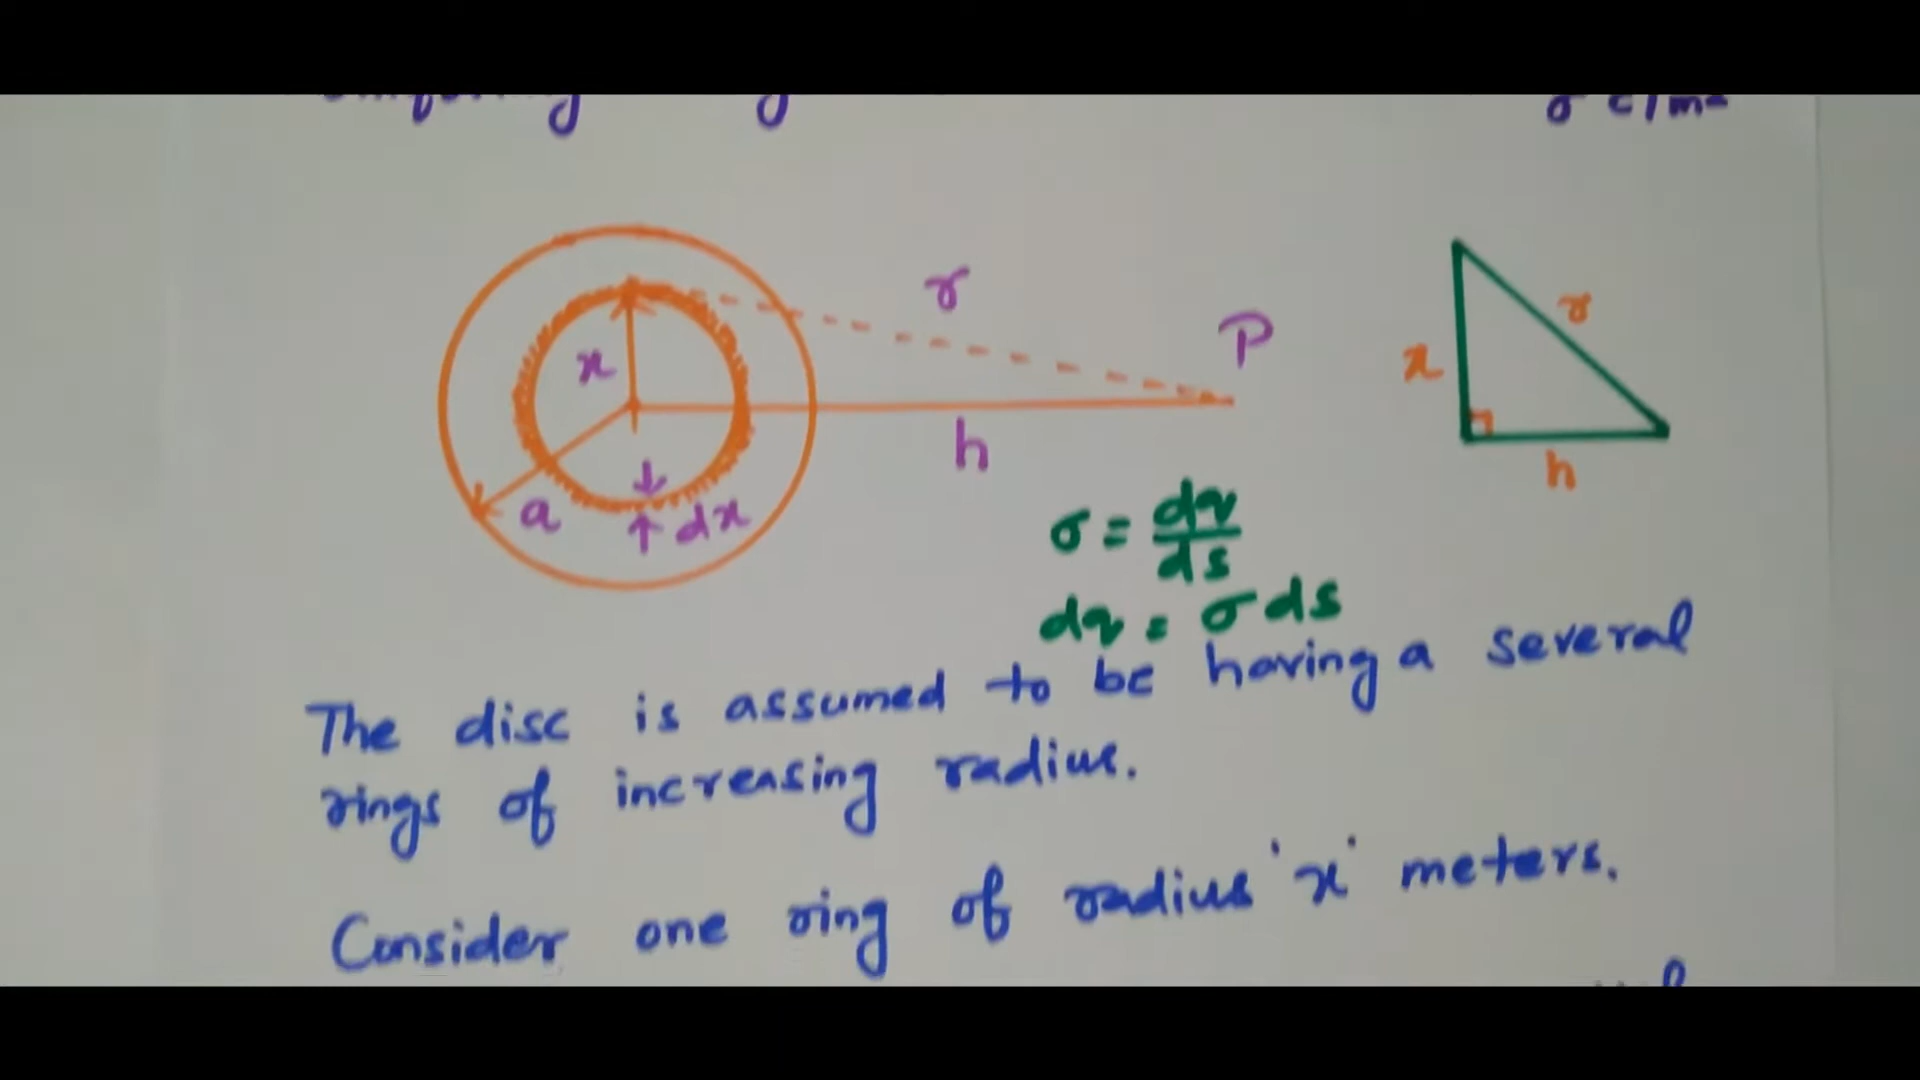 σ c/m²
r
P
x
r
x
h
h
a
dx
σ = dq/ds
dq = σ ds
The disc is assumed to be having a several
rings of increasing radius.
Consider one ring of radius 'x' meters.